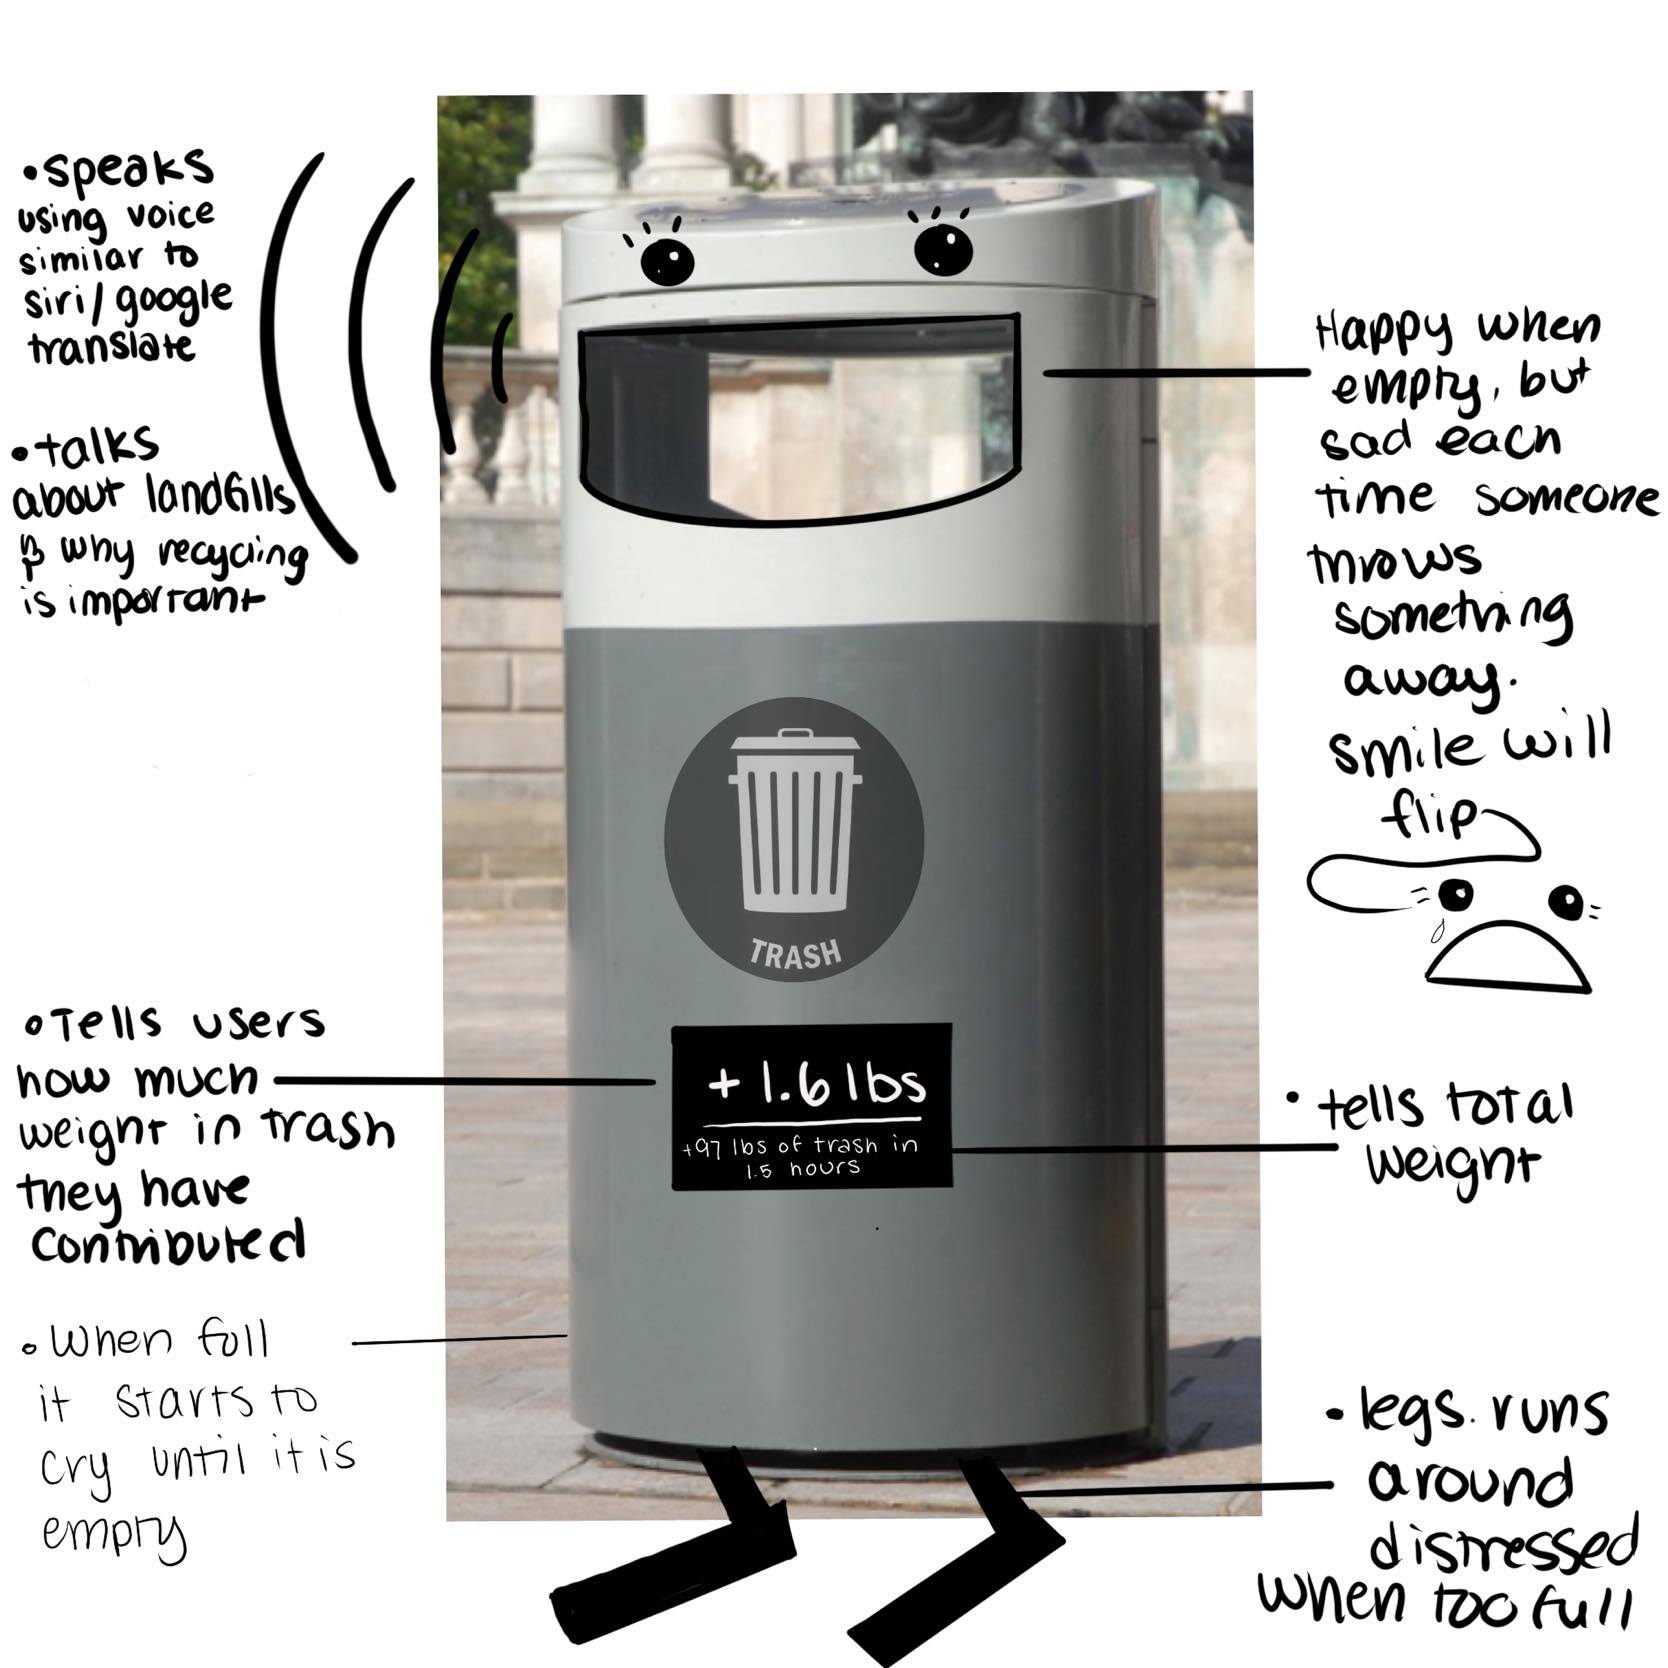 • speaks
using voice
similar to
siri/google
translate
• talks
about landfills
& why recycling
is important
Happy when
empty, but
sad each
time someone
throws
something
away.
smile will
flip
TRASH
• Tells users
how much
weight in trash
they have
contributed
+1.6 lbs
+97 lbs of trash in
1.5 hours
• tells total
weight
• When full
it starts to
cry until it is
empty
• legs. runs
around
distressed
when too full